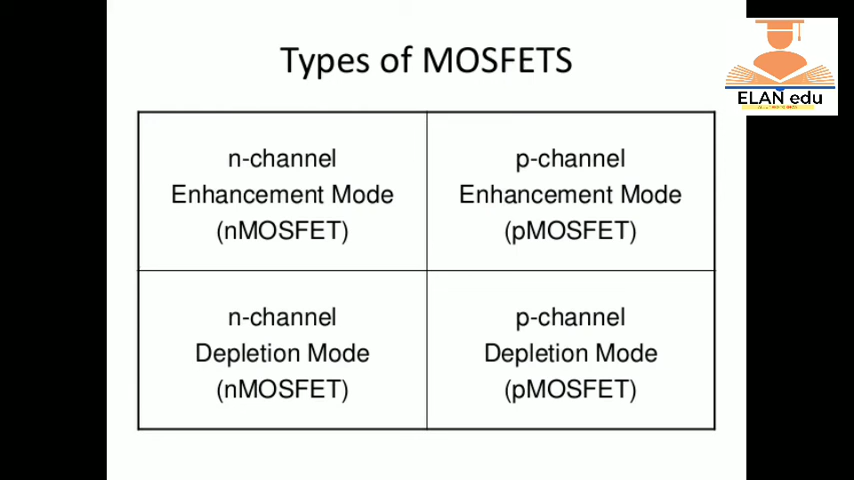 Types of MOSFETS
ELAN edu
n-channel
Enhancement Mode
(nMOSFET)
p-channel
Enhancement Mode
(pMOSFET)
n-channel
Depletion Mode
(nMOSFET)
p-channel
Depletion Mode
(pMOSFET)